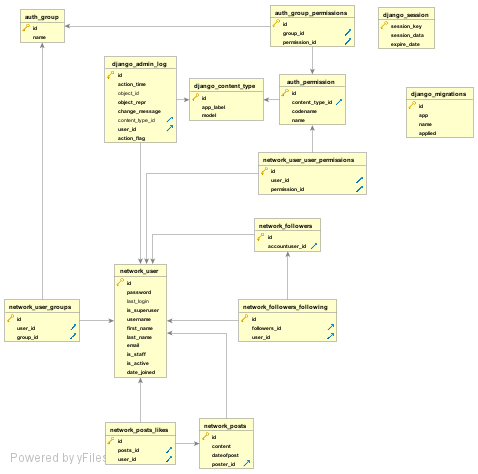 auth_group
id
name
auth_group_permissions
id
group_id
permission_id
django_session
session_key
session_data
expire_date
django_admin_log
id
action_time
object_id
object_repr
change_message
content_type_id
user_id
action_flag
django_content_type
id
app_label
model
auth_permission
id
content_type_id
codename
name
django_migrations
id
app
name
applied
network_user_user_permissions
id
user_id
permission_id
network_followers
id
accountuser_id
network_user
id
password
last_login
is_superuser
username
first_name
last_name
email
is_staff
is_active
date_joined
network_user_groups
id
user_id
group_id
network_followers_following
id
followers_id
user_id
network_posts_likes
id
posts_id
user_id
network_posts
id
content
dateofpost
poster_id
Powered by yFiles